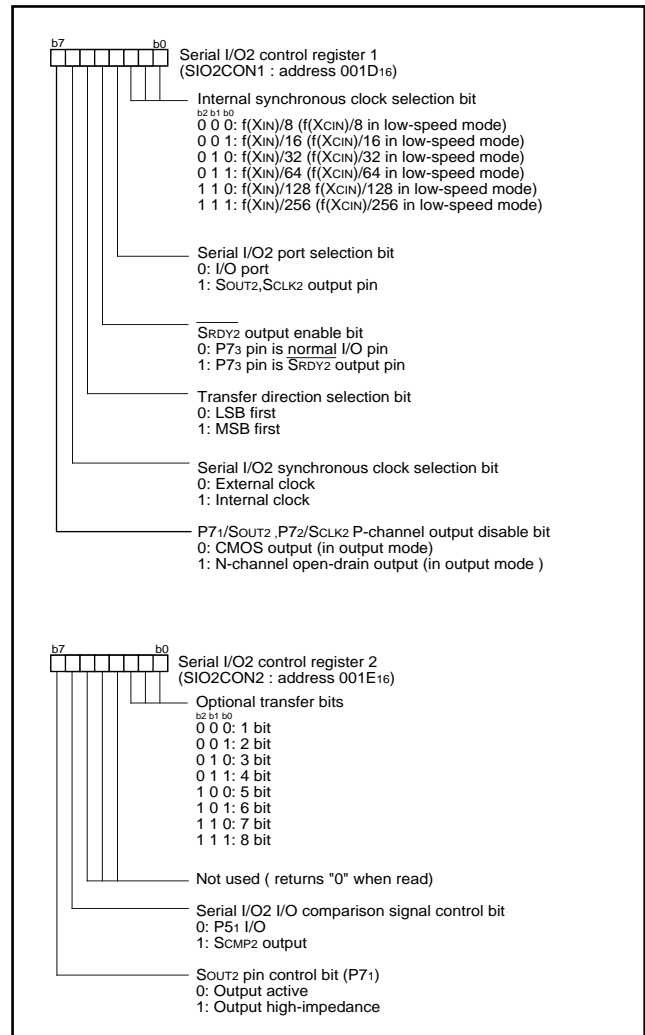 b7 b0
Serial I/O2 control register 1
(SIO2CON1 : address 001D16)
Internal synchronous clock selection bit
b2 b1 b0
0 0 0: f(XIN)/8 (f(XCIN)/8 in low-speed mode)
0 0 1: f(XIN)/16 (f(XCIN)/16 in low-speed mode)
0 1 0: f(XIN)/32 (f(XCIN)/32 in low-speed mode)
0 1 1: f(XIN)/64 (f(XCIN)/64 in low-speed mode)
1 1 0: f(XIN)/128 f(XCIN)/128 in low-speed mode)
1 1 1: f(XIN)/256 (f(XCIN)/256 in low-speed mode)
Serial I/O2 port selection bit
0: I/O port
1: SOUT2,SCLK2 output pin
SRDY2 output enable bit
0: P73 pin is normal I/O pin
1: P73 pin is SRDY2 output pin
Transfer direction selection bit
0: LSB first
1: MSB first
Serial I/O2 synchronous clock selection bit
0: External clock
1: Internal clock
P71/SOUT2 ,P72/SCLK2 P-channel output disable bit
0: CMOS output (in output mode)
1: N-channel open-drain output (in output mode )
b7 b0
Serial I/O2 control register 2
(SIO2CON2 : address 001E16)
Optional transfer bits
b2 b1 b0
0 0 0: 1 bit
0 0 1: 2 bit
0 1 0: 3 bit
0 1 1: 4 bit
1 0 0: 5 bit
1 0 1: 6 bit
1 1 0: 7 bit
1 1 1: 8 bit
Not used ( returns "0" when read)
Serial I/O2 I/O comparison signal control bit
0: P51 I/O
1: SCMP2 output
SOUT2 pin control bit (P71)
0: Output active
1: Output high-impedance